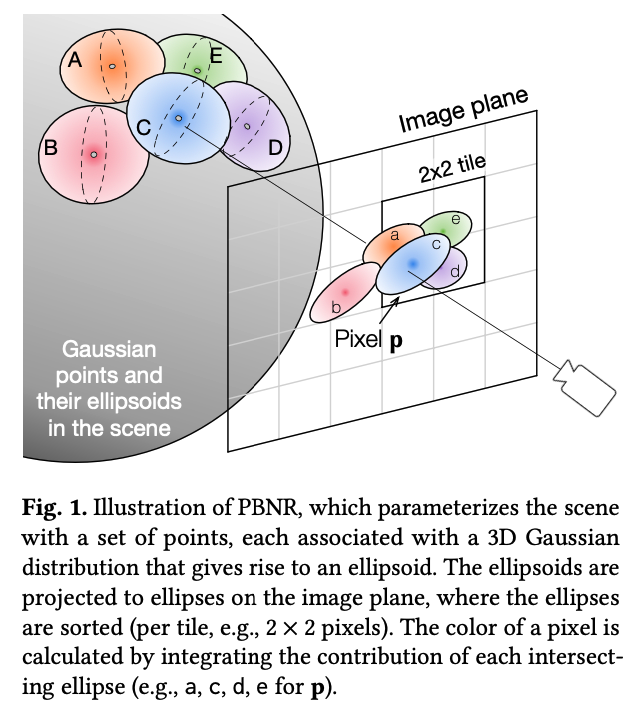 A
E
B
C
D
Image plane
2x2 tile
a
e
c
d
b
Pixel p
Gaussian
points and
their ellipsoids
in the scene
Fig. 1. Illustration of PBNR, which parameterizes the scene
with a set of points, each associated with a 3D Gaussian
distribution that gives rise to an ellipsoid. The ellipsoids are
projected to ellipses on the image plane, where the ellipses
are sorted (per tile, e.g., 2 × 2 pixels). The color of a pixel is
calculated by integrating the contribution of each intersect-
ing ellipse (e.g., a, c, d, e for p).